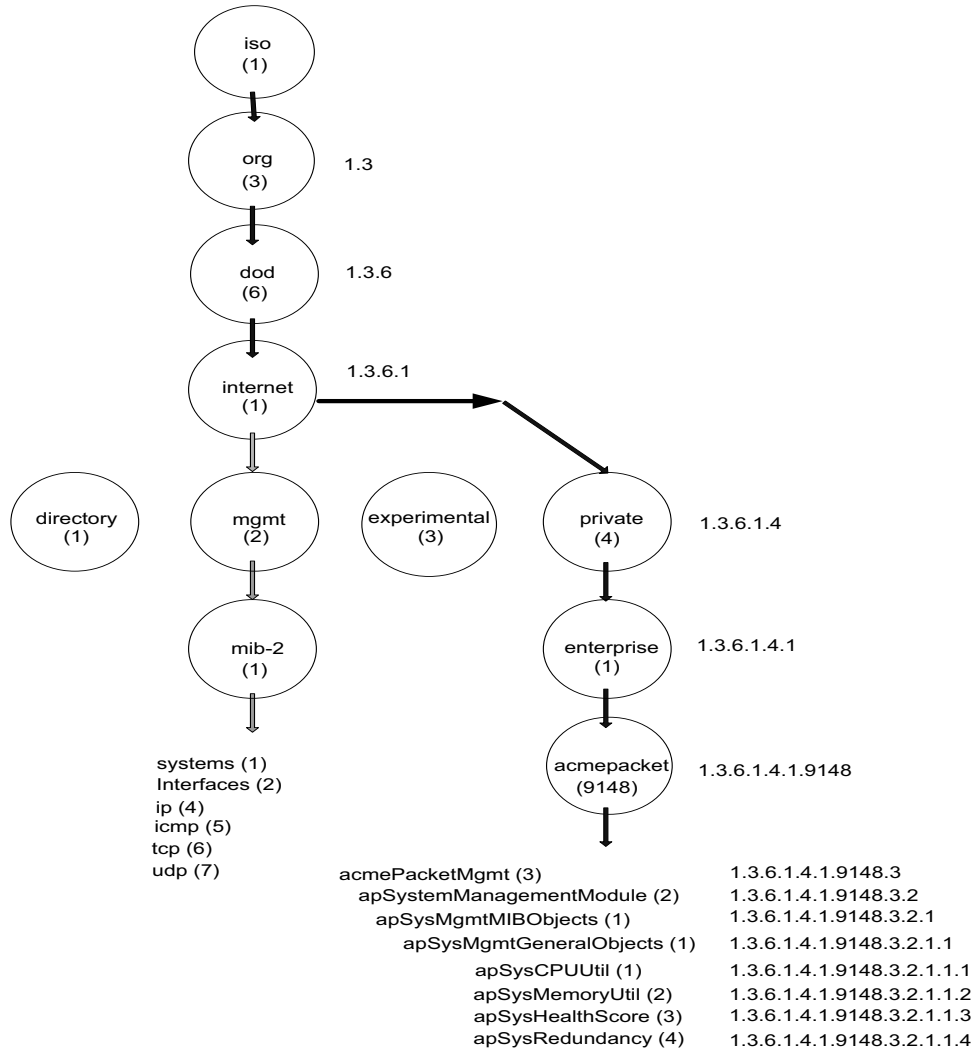 iso
(1)
org
(3)
1.3
dod
(6)
1.3.6
internet
(1)
1.3.6.1
directory
(1)
mgmt
(2)
experimental
(3)
private
(4)
1.3.6.1.4
mib-2
(1)
enterprise
(1)
1.3.6.1.4.1
systems (1)
Interfaces (2)
ip (4)
icmp (5)
tcp (6)
udp (7)
acmepacket
(9148)
1.3.6.1.4.1.9148
acmePacketMgmt (3) 1.3.6.1.4.1.9148.3
apSystemManagementModule (2) 1.3.6.1.4.1.9148.3.2
apSysMgmtMIBObjects (1) 1.3.6.1.4.1.9148.3.2.1
apSysMgmtGeneralObjects (1) 1.3.6.1.4.1.9148.3.2.1.1
apSysCPUUtil (1) 1.3.6.1.4.1.9148.3.2.1.1.1
apSysMemoryUtil (2) 1.3.6.1.4.1.9148.3.2.1.1.2
apSysHealthScore (3) 1.3.6.1.4.1.9148.3.2.1.1.3
apSysRedundancy (4) 1.3.6.1.4.1.9148.3.2.1.1.4